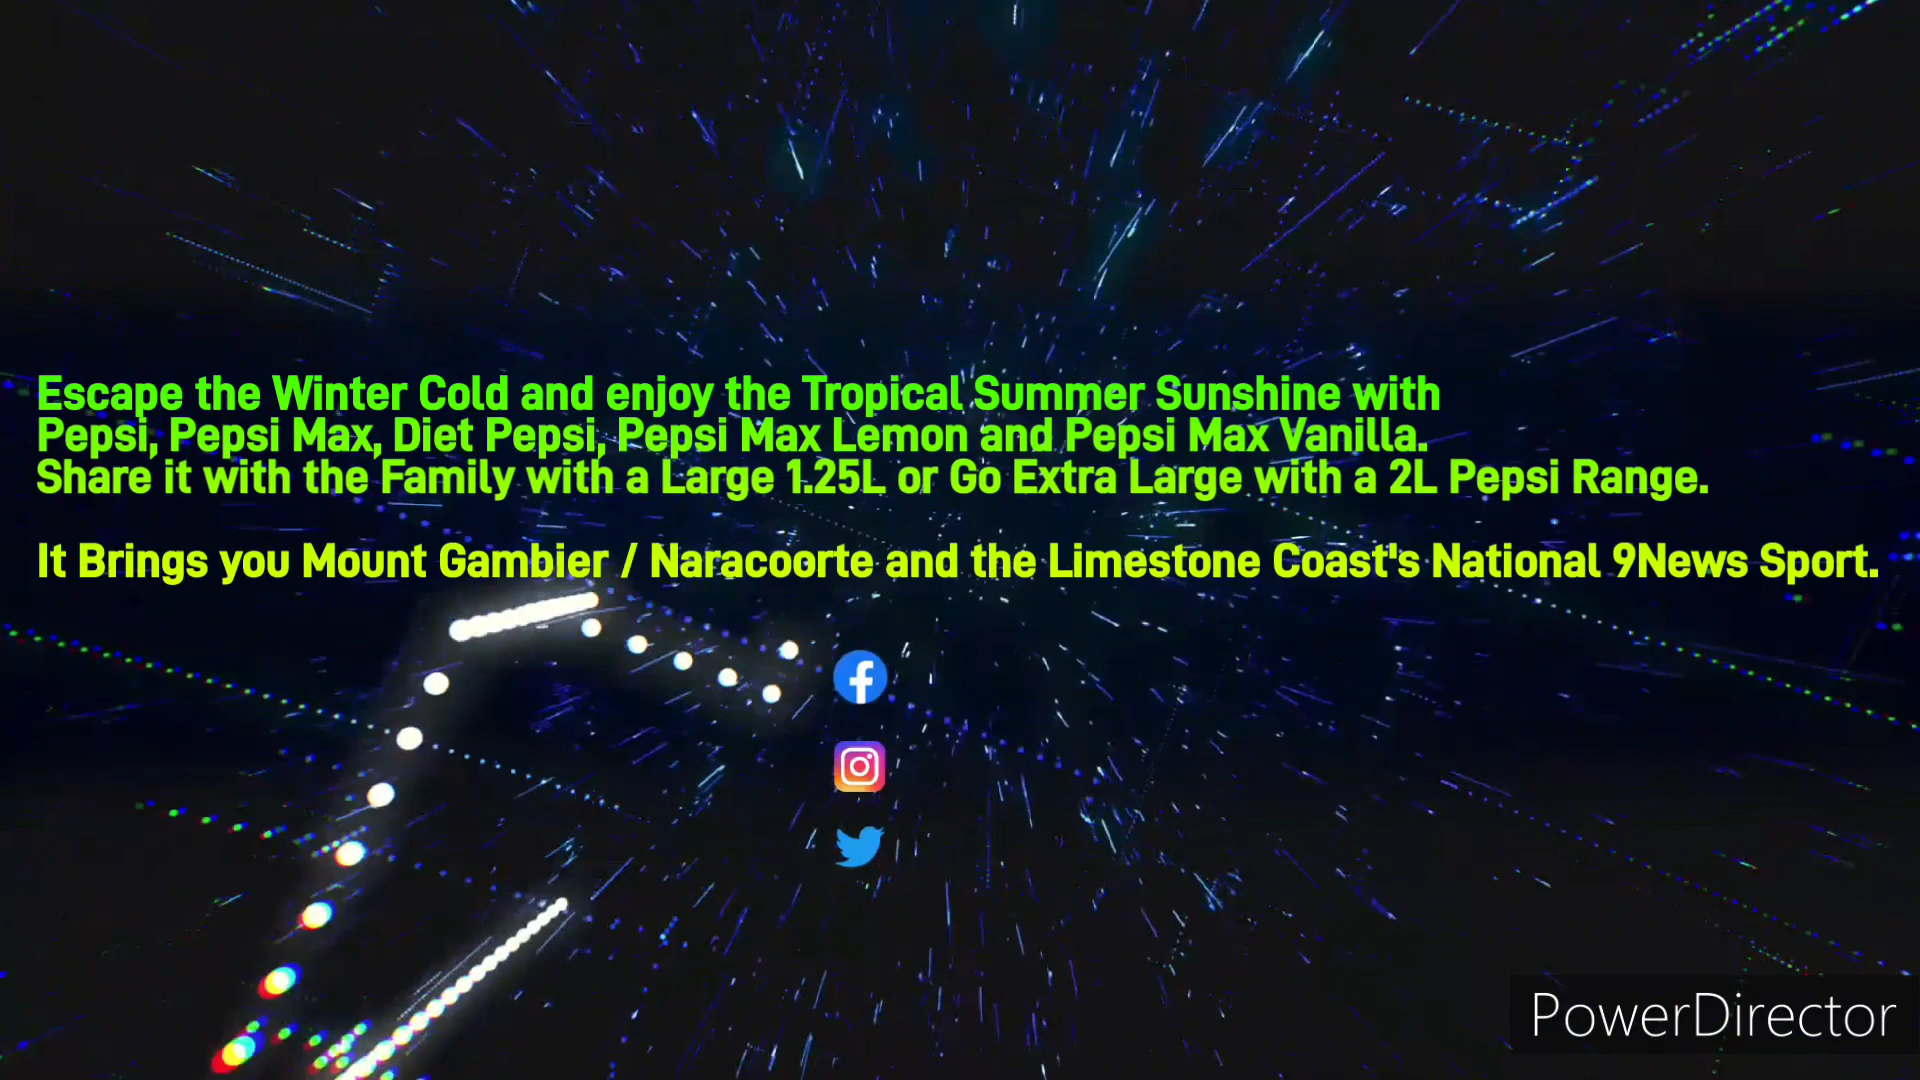 Escape the Winter Cold and enjoy the Tropical Summer Sunshine with
Pepsi, Pepsi Max, Diet Pepsi, Pepsi Max Lemon and Pepsi Max Vanilla.
Share it with the Family with a Large 1.25L or Go Extra Large with a 2L Pepsi Range.
It Brings you Mount Gambier / Naracoorte and the Limestone Coast's National 9News Sport.
PowerDirector